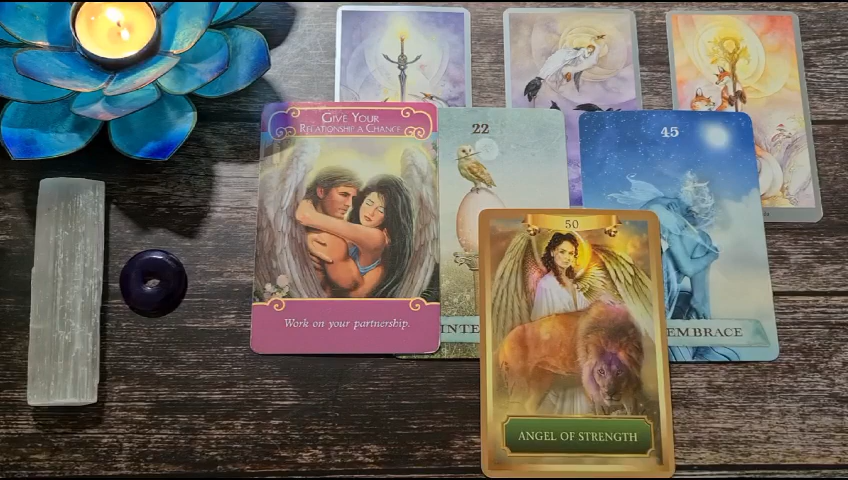 GIVE YOUR
RELATIONSHIP A CHANCE
Work on your partnership.
22
45
EMBRACE
50
ANGEL OF STRENGTH